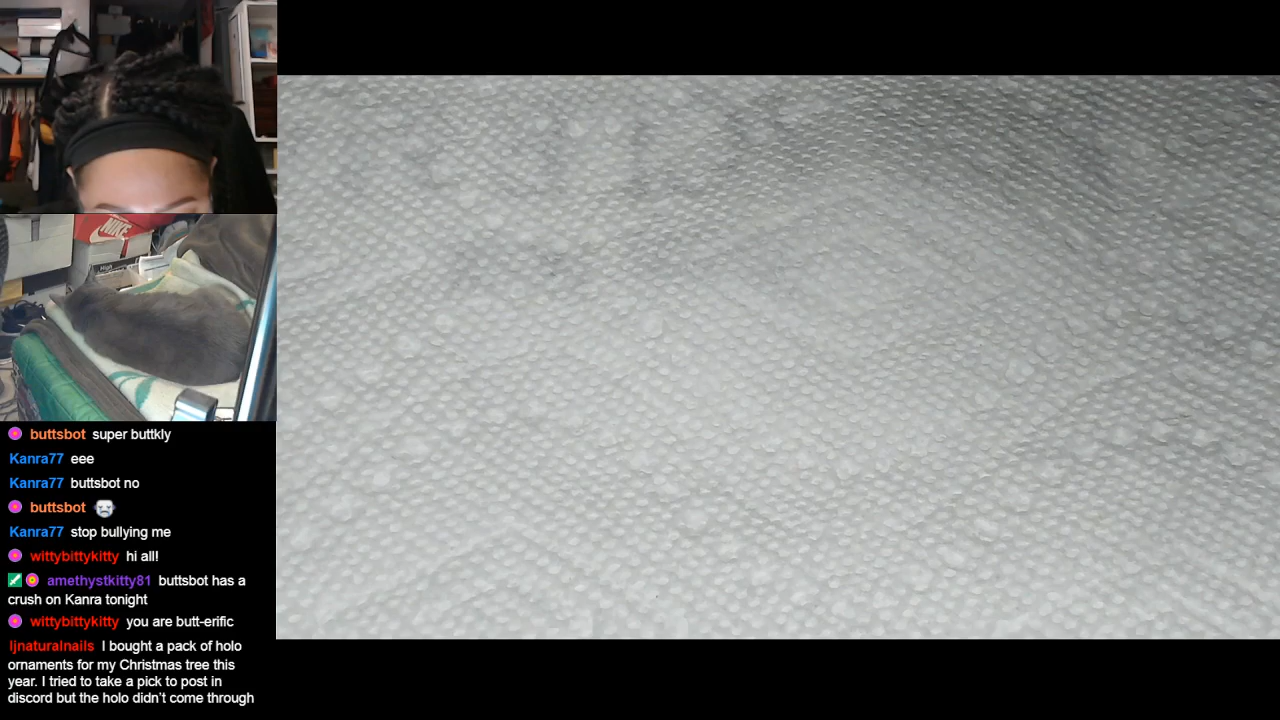 NIKE
buttsbot super buttkly
Kanra77 eee
Kanra77 buttsbot no
buttsbot
Kanra77 stop bullying me
wittybittykitty hi all!
amethystkitty81 buttsbot has a
crush on Kanra tonight
wittybittykitty you are butt-erific
ljnaturalnails I bought a pack of holo
ornaments for my Christmas tree this
year. I tried to take a pick to post in
discord but the holo didn't come through